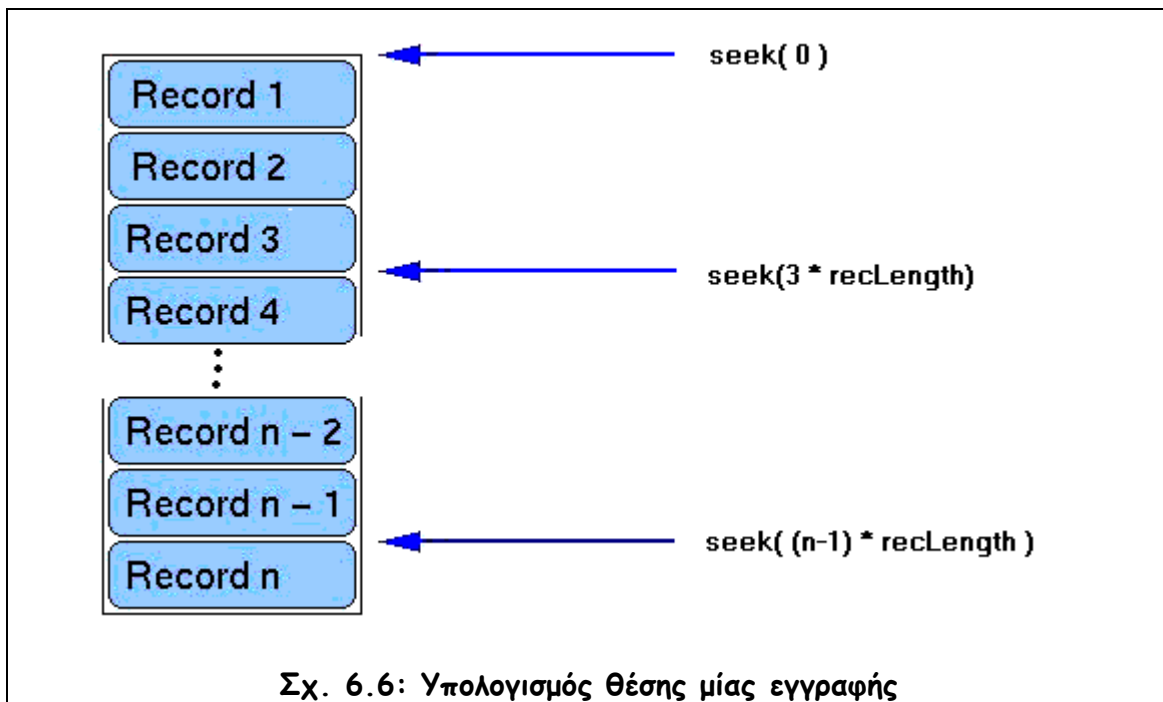 seek( 0 )
Record 1
Record 2
Record 3
seek(3 * recLength)
Record 4
Record n – 2
Record n – 1
seek( (n-1) * recLength )
Record n
Σχ. 6.6: Υπολογισμός θέσης μίας εγγραφής